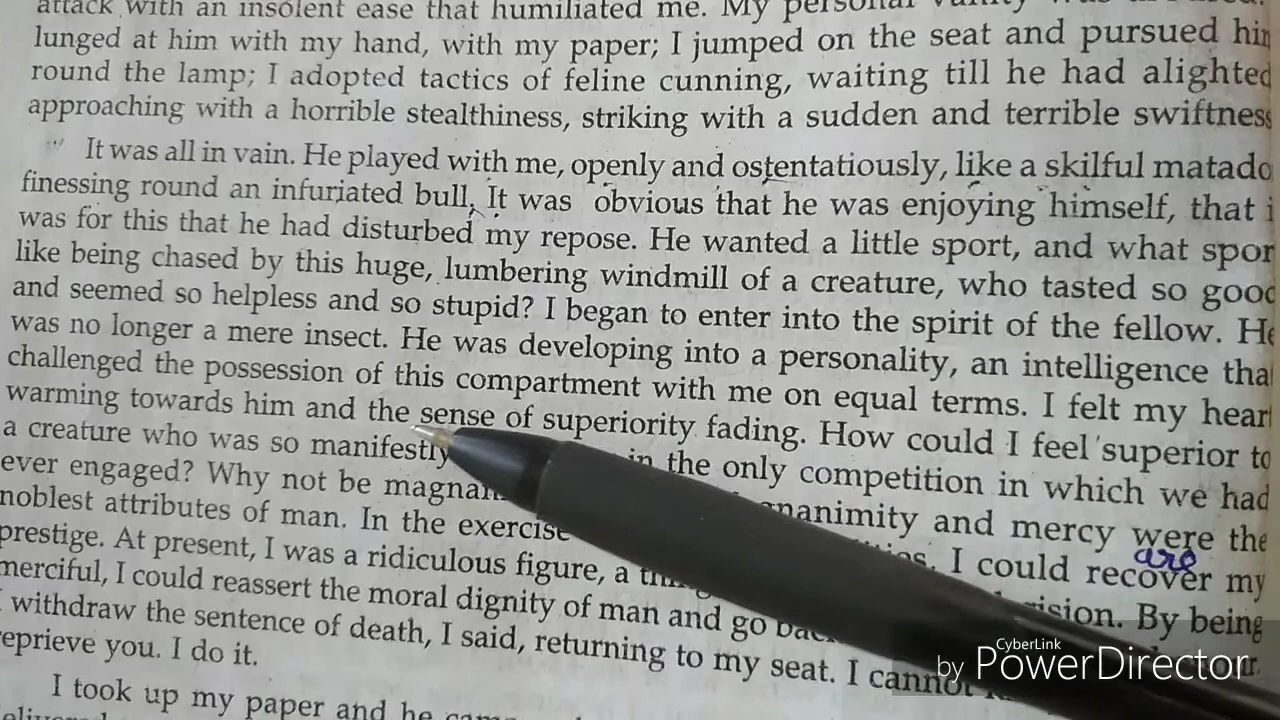 attack with an insolent ease that humiliated me. My personal
lunged at him with my hand, with my paper; I jumped on the seat and pursued hin
round the lamp; I adopted tactics of feline cunning, waiting till he had alighted
approaching with a horrible stealthiness, striking with a sudden and terrible swiftness
It was all in vain. He played with me, openly and ostentatiously, like a skilful matado
finessing round an infuriated bull. It was obvious that he was enjoying himself, that i
was for this that he had disturbed my repose. He wanted a little sport, and what spor
like being chased by this huge, lumbering windmill of a creature, who tasted so good
and seemed so helpless and so stupid? I began to enter into the spirit of the fellow. He
was no longer a mere insect. He was developing into a personality, an intelligence tha
challenged the possession of this compartment with me on equal terms. I felt my hear
warming towards him and the sense of superiority fading. How could I feel superior to
a creature who was so manifestly in the only competition in which we had
ever engaged? Why not be magnan nanimity and mercy were the
noblest attributes of man. In the exercise I could recover my
are
prestige. At present, I was a ridiculous figure, a By being
merciful, I could reassert the moral dignity of man and go
withdraw the sentence of death, I said, returning to my seat. I cannot
eprieve you. I do it.
I took up my paper and he
CyberLink
by PowerDirector